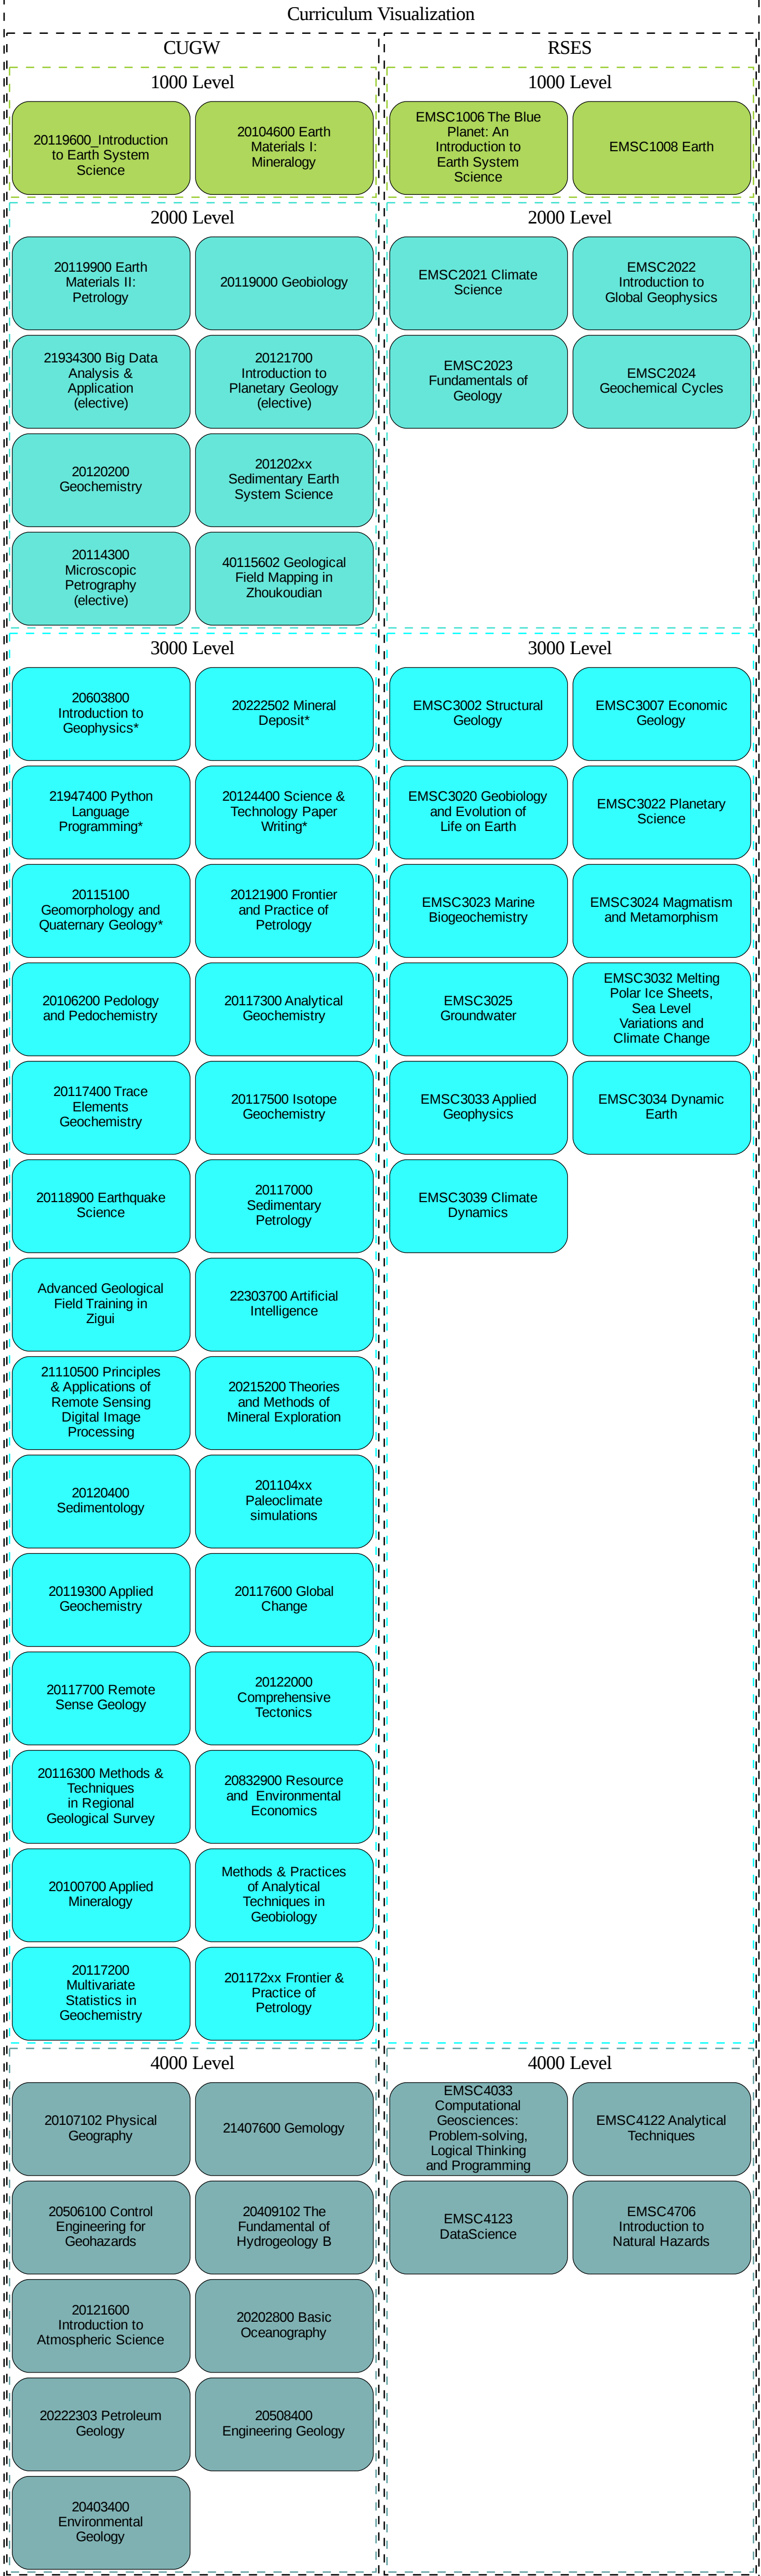 Curriculum Visualization
CUGW
1000 Level
20119600_Introduction
to Earth System
Science
20104600 Earth
Materials I:
Mineralogy
2000 Level
20119900 Earth
Materials II:
Petrology
20119000 Geobiology
21934300 Big Data
Analysis &
Application
(elective)
20121700
Introduction to
Planetary Geology
(elective)
20120200
Geochemistry
201202xx
Sedimentary Earth
System Science
20114300
Microscopic
Petrography
(elective)
40115602 Geological
Field Mapping in
Zhoukoudian
3000 Level
20603800
Introduction to
Geophysics*
20222502 Mineral
Deposit*
21947400 Python
Language
Programming*
20124400 Science &
Technology Paper
Writing*
20115100
Geomorphology and
Quaternary Geology*
20121900 Frontier
and Practice of
Petrology
20106200 Pedology
and Pedochemistry
20117300 Analytical
Geochemistry
20117400 Trace
Elements
Geochemistry
20117500 Isotope
Geochemistry
20118900 Earthquake
Science
20117000
Sedimentary
Petrology
Advanced Geological
Field Training in
Zigui
22303700 Artificial
Intelligence
21110500 Principles
& Applications of
Remote Sensing
Digital Image
Processing
20215200 Theories
and Methods of
Mineral Exploration
20120400
Sedimentology
201104xx
Paleoclimate
simulations
20119300 Applied
Geochemistry
20117600 Global
Change
20117700 Remote
Sense Geology
20122000
Comprehensive
Tectonics
20116300 Methods &
Techniques
in Regional
Geological Survey
20832900 Resource
and  Environmental
Economics
20100700 Applied
Mineralogy
Methods & Practices
of Analytical
Techniques in
Geobiology
20117200
Multivariate
Statistics in
Geochemistry
201172xx Frontier &
Practice of
Petrology
4000 Level
20107102 Physical
Geography
21407600 Gemology
20506100 Control
Engineering for
Geohazards
20409102 The
Fundamental of
Hydrogeology B
20121600
Introduction to
Atmospheric Science
20202800 Basic
Oceanography
20222303 Petroleum
Geology
20508400
Engineering Geology
20403400
Environmental
Geology
RSES
1000 Level
EMSC1006 The Blue
Planet: An
Introduction to
Earth System
Science
EMSC1008 Earth
2000 Level
EMSC2021 Climate
Science
EMSC2022
Introduction to
Global Geophysics
EMSC2023
Fundamentals of
Geology
EMSC2024
Geochemical Cycles
3000 Level
EMSC3002 Structural
Geology
EMSC3007 Economic
Geology
EMSC3020 Geobiology
and Evolution of
Life on Earth
EMSC3022 Planetary
Science
EMSC3023 Marine
Biogeochemistry
EMSC3024 Magmatism
and Metamorphism
EMSC3025
Groundwater
EMSC3032 Melting
Polar Ice Sheets,
Sea Level
Variations and
Climate Change
EMSC3033 Applied
Geophysics
EMSC3034 Dynamic
Earth
EMSC3039 Climate
Dynamics
4000 Level
EMSC4033
Computational
Geosciences:
Problem-solving,
Logical Thinking
and Programming
EMSC4122 Analytical
Techniques
EMSC4123
DataScience
EMSC4706
Introduction to
Natural Hazards